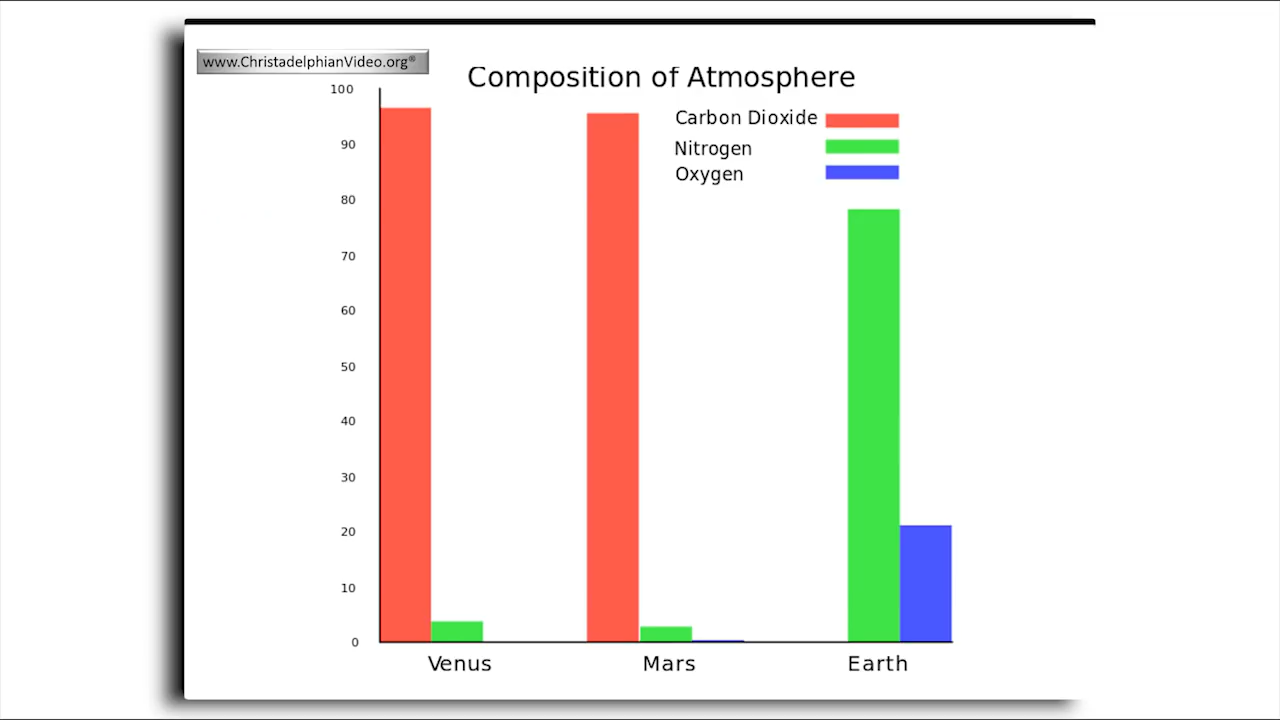 www.ChristadelphianVideo.org®
Composition of Atmosphere
Carbon Dioxide
Nitrogen
Oxygen
100
90
80
70
60
50
40
30
20
10
0
Venus Mars Earth